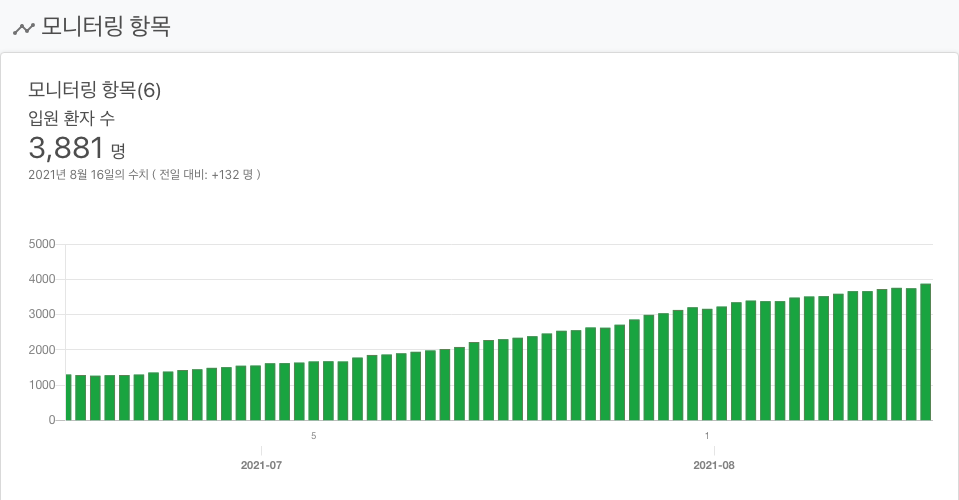 모니터링 항목
모니터링 항목(6)
입원 환자 수
3,881 명
2021년 8월 16일의 수치 ( 전일 대비: +132 명 )
5000
4000
3000
2000
1000
0
5
1
2021-07
2021-08